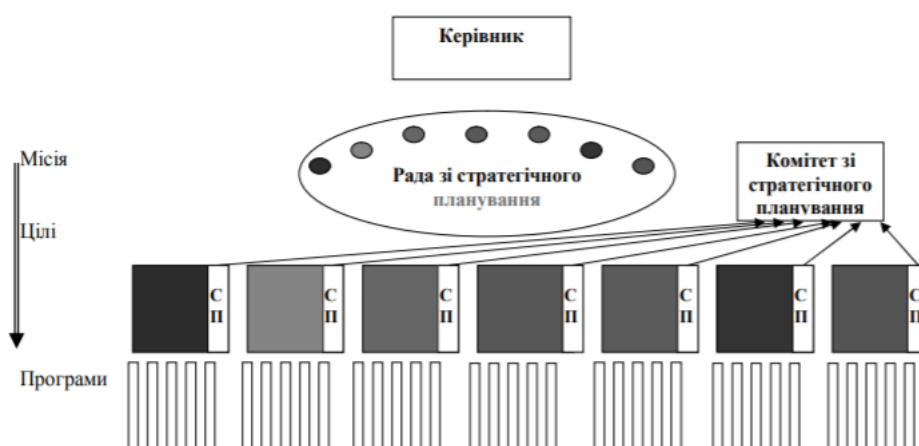 Керівник
Місія
Рада зі стратегічного
планування
Комітет зі
стратегічного
планування
Цілі
С
П
С
П
С
П
С
П
С
П
С
П
С
П
Програми